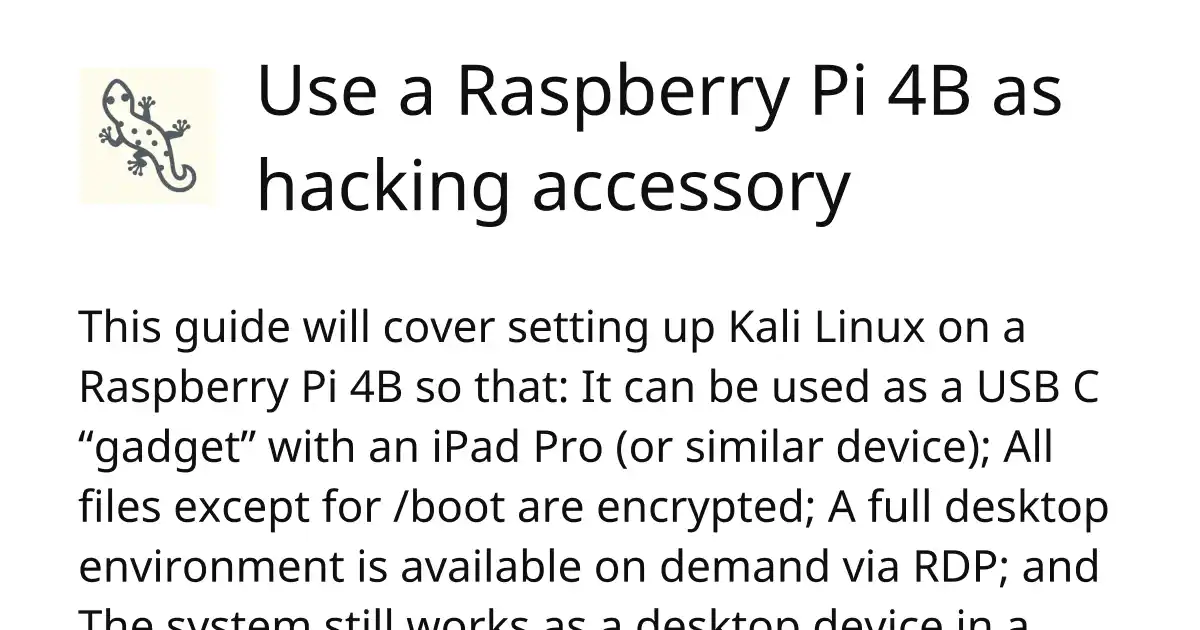 Use a Raspberry Pi 4B as
hacking accessory
This guide will cover setting up Kali Linux on a
Raspberry Pi 4B so that: It can be used as a USB C
“gadget” with an iPad Pro (or similar device); All
files except for /boot are encrypted; A full desktop
environment is available on demand via RDP; and
The system still works as a desktop device in a